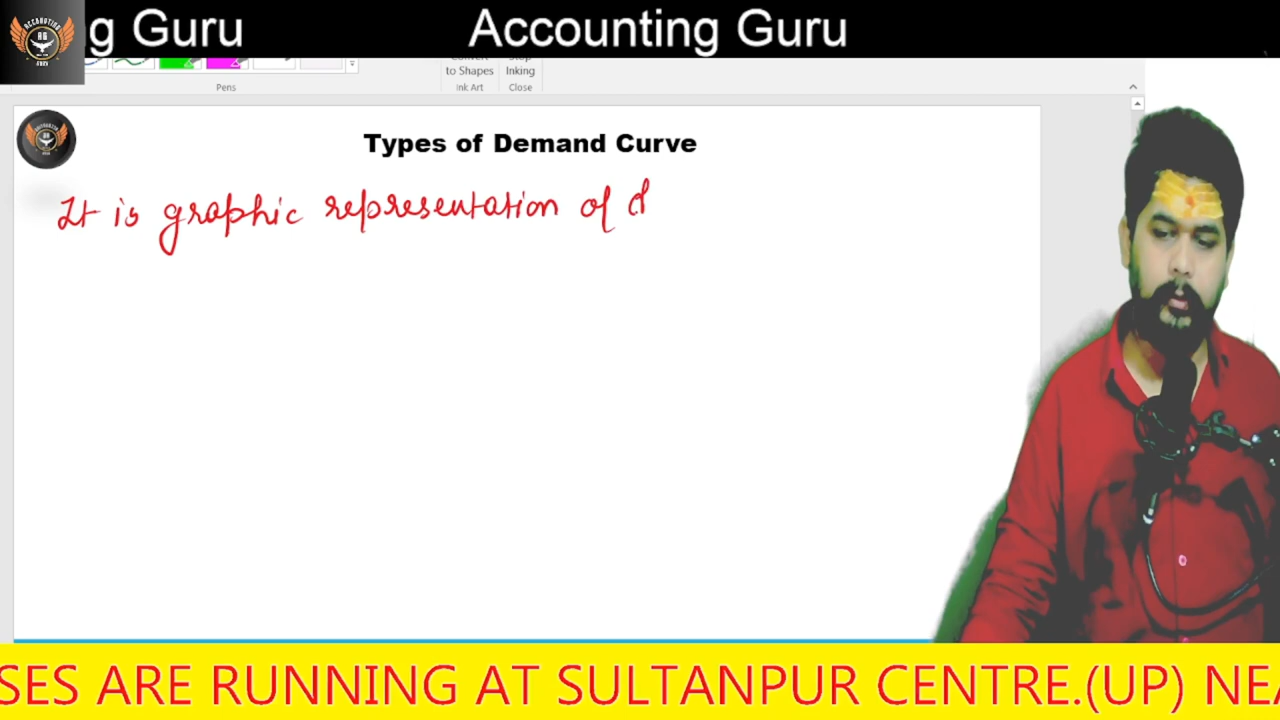 g Guru Accounting Guru
to Shapes Inking
Pens Ink Art Close
Types of Demand Curve
It is graphic representation of d
SES ARE RUNNING AT SULTANPUR CENTRE.(UP) NEA